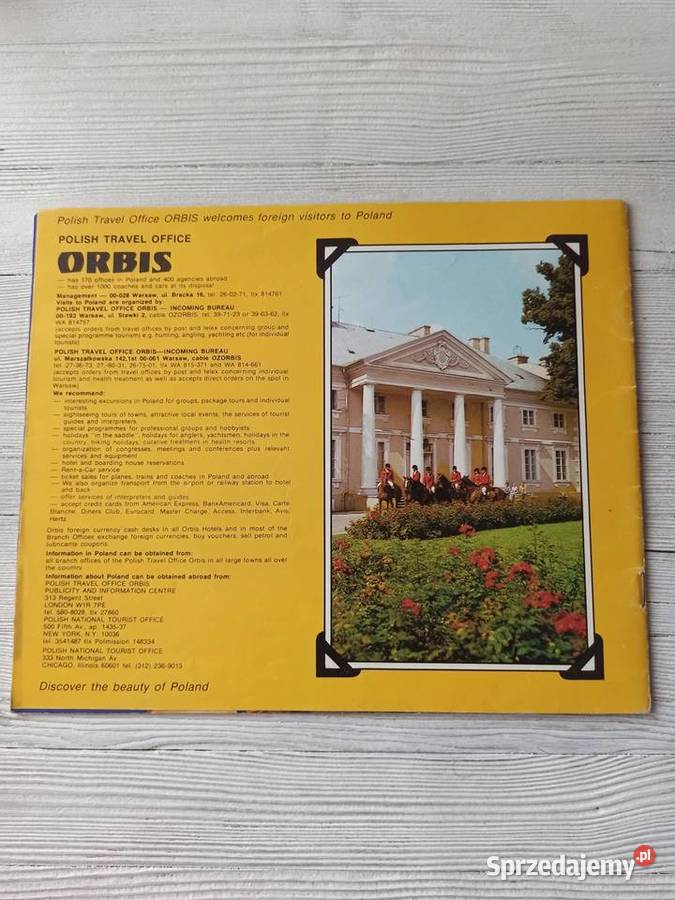 Polish Travel Office ORBIS welcomes foreign visitors to Poland
POLISH TRAVEL OFFICE
ORBIS
— has 170 offices in Poland and 400 agencies abroad
— has over 1000 coaches and cars at its disposal
Management — 00-028 Warsaw, ul. Bracka 16, tel. 26-02-71, tlx 814761
Visits to Poland are organized by:
POLISH TRAVEL OFFICE ORBIS — INCOMING BUREAU
00-193 Warsaw, ul. Stawki 2, cable OZORBIS, tel. 39-71-23 or 39-63-62, tlx
WA 814757
(accepts orders from travel offices by post and telex concerning group and
special programme tourism) e.g. hunting, angling, yachting etc (for individual
tourists)
POLISH TRAVEL OFFICE ORBIS—INCOMING BUREAU
ul. Marszałkowska 142,1st 00-061 Warsaw, cable OZORBIS
tel. 27-36-73, 27-80-31, 26-75-01, tlx WA 815-371 and WA 814-661
(accepts orders from travel offices by post and telex concerning individual
tourism and health treatment as well as accepts direct orders on the spot in
Warsaw)
We recommend:
— interesting excursions in Poland for groups, package tours and individual
tourists
— sightseeing tours of towns, attractive local events, the services of tourist
guides and interpreters
— special programmes for professional groups and hobbyists
— holidays "in the saddle", holidays for anglers, yachtsmen, holidays in the
country, hiking holidays, curative treatment in health resorts
— organization of congresses, meetings and conferences plus relevant
services and equipment
— hotel and boarding house reservations
— Rent-a-Car service
— ticket sales for planes, trains and coaches in Poland and abroad
— We also organize transport from the airport or railway station to hotel
and back
— offer services of interpreters and guides
— accept credit cards from American Express, BankAmericard, Visa, Carte
Blanche, Diners Club, Eurocard, Master Charge, Access, Interbank, Avis,
Hertz
Orbis foreign currency cash desks in all Orbis Hotels and in most of the
Branch Offices exchange foreign currencies, buy vouchers, sell petrol and
lubricants coupons.
Information in Poland can be obtained from:
all branch offices of the Polish Travel Office Orbis in all large towns all over
the country
Information about Poland can be obtained abroad from:
POLISH TRAVEL OFFICE ORBIS
PUBLICITY AND INFORMATION CENTRE
313 Regent Street
LONDON W1R 7PE
tel. 580-8028, tlx 27860
POLISH NATIONAL TOURIST OFFICE
500 Fifth Av., ap. 1435-37
NEW YORK, N.Y. 10036
tel. 3541487 tlx Polmission 148334
POLISH NATIONAL TOURIST OFFICE
333 North Michigan Av.
CHICAGO, Illinois 60601 tel. (312) 236-9013
Discover the beauty of Poland
Sprzedajemy.pl